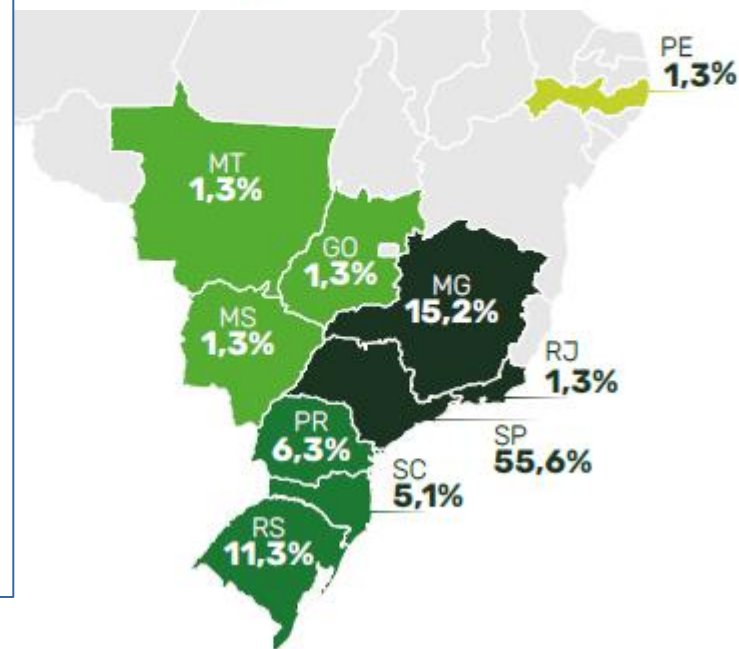 PE
1,3%
MT
1,3%
GO
1,3%
MG
15,2%
MS
1,3%
RJ
1,3%
PR
6,3%
SP
55,6%
SC
5,1%
RS
11,3%